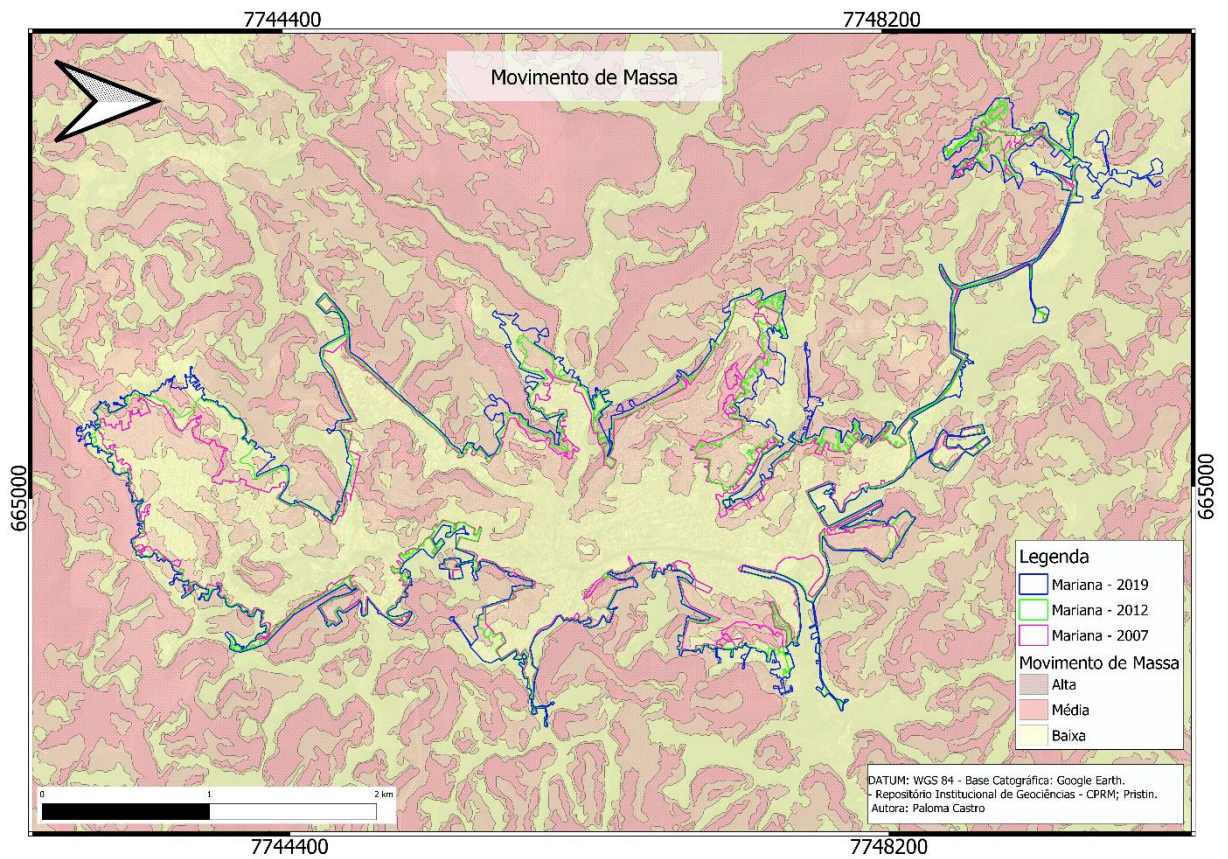 7744400
7748200
Movimento de Massa
665000
665000
Legenda
Mariana - 2019
Mariana - 2012
Mariana - 2007
Movimento de Massa
Alta
Média
Baixa
0
1
2 km
DATUM: WGS 84 - Base Catográfica: Google Earth.
- Repositório Institucional de Geociências - CPRM; Pristin.
Autora: Paloma Castro
7744400
7748200